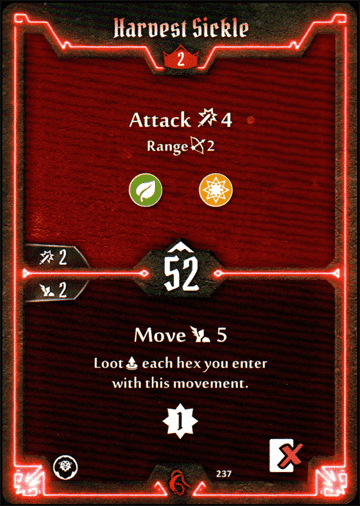 Harvest Sickle
2
Attack 4
Range 2
2
52
2
Move 5
Loot each hex you enter
with this movement.
1
237